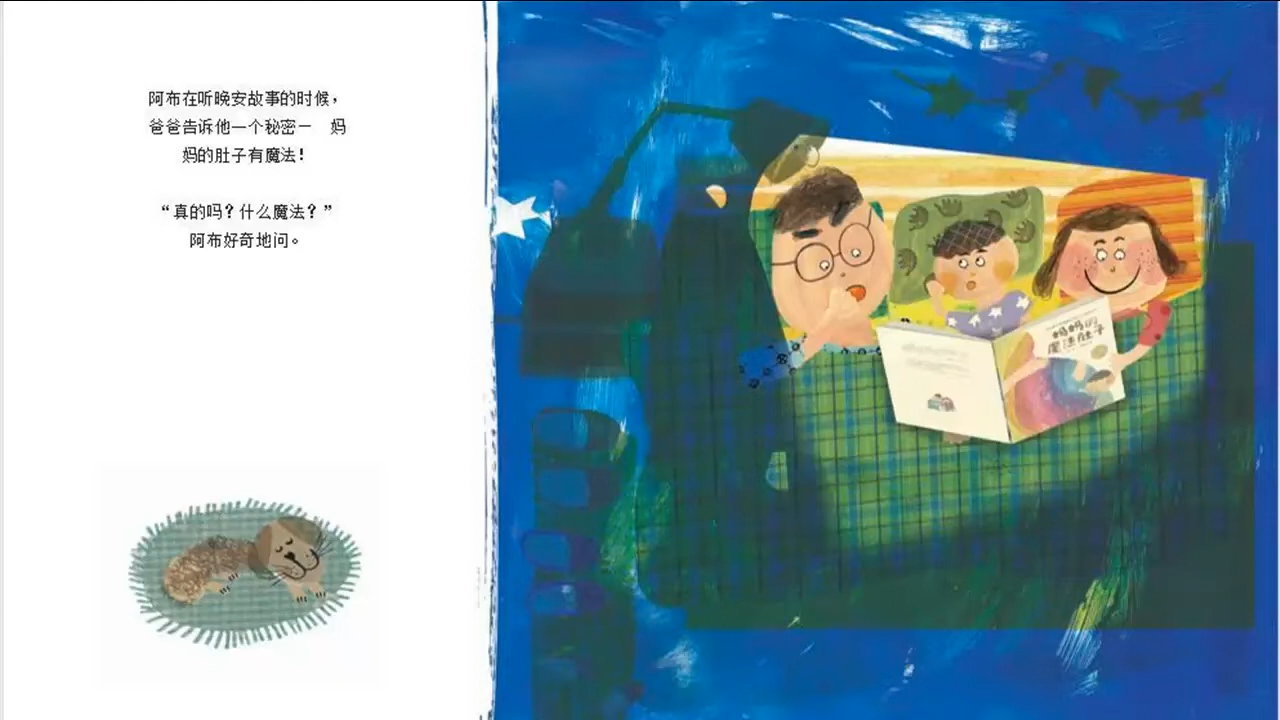 阿布在听晚安故事的时候，
爸爸告诉他一个秘密一 妈
妈的肚子有魔法！
“真的吗？什么魔法？”
阿布好奇地问。
妈妈的
魔法肚子